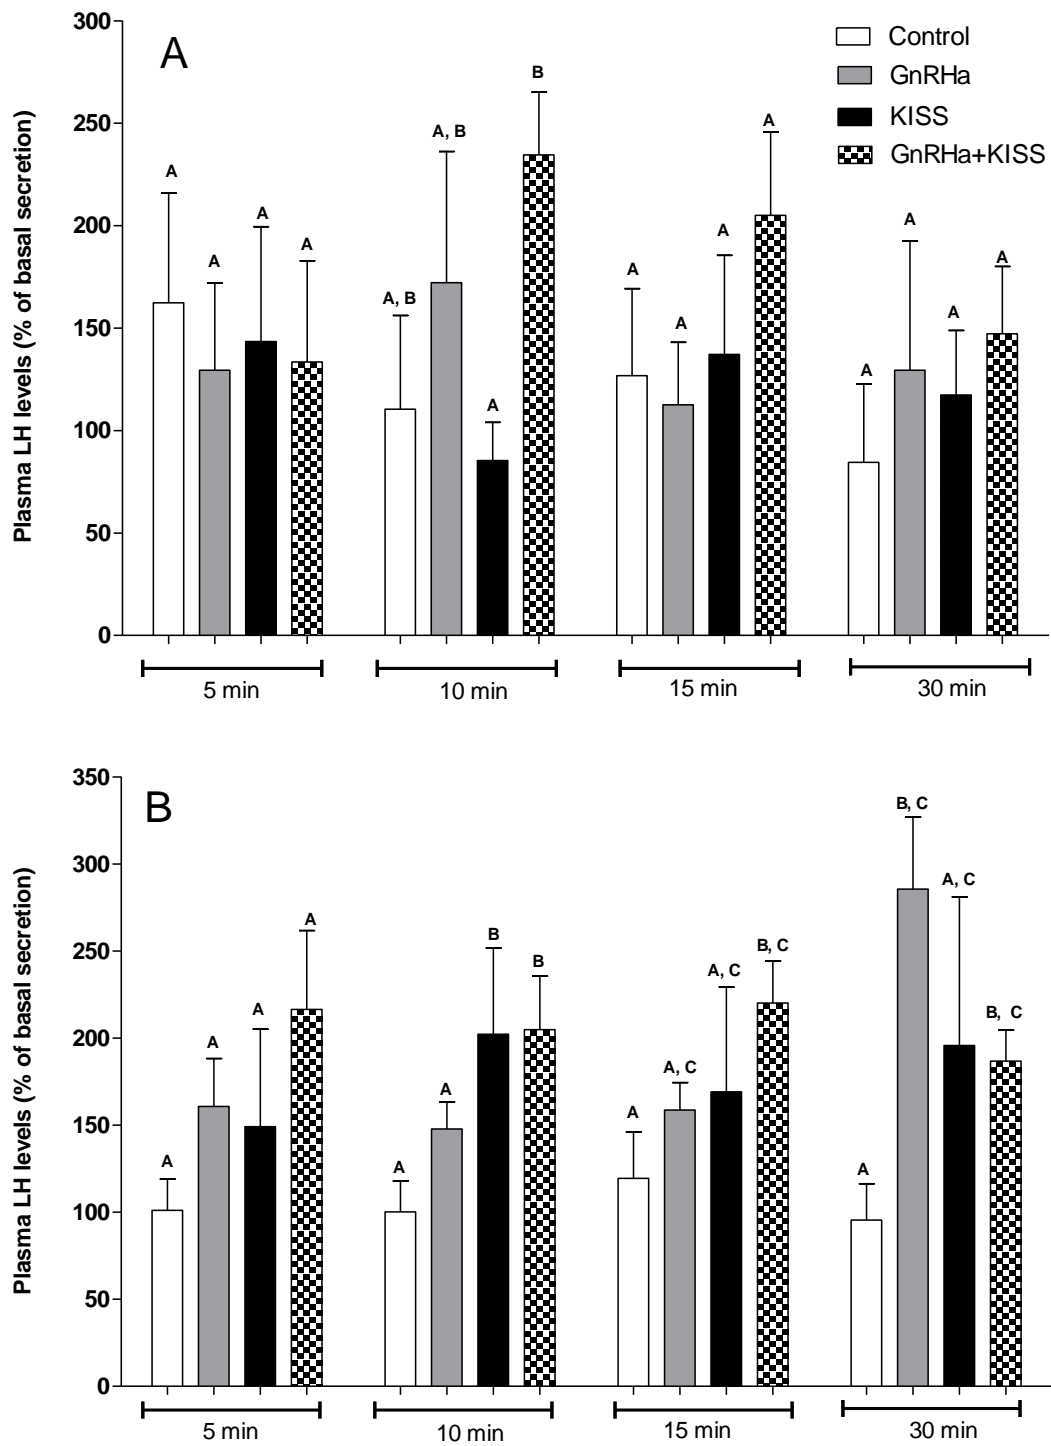 A
Control
GnRHa
KISS
GnRHa+KISS
Plasma LH levels (% of basal secretion)
300
250
200
150
100
50
0
A
A
A
A
A, B
A, B
A
B
A
A
A
A
A
A
A
A
5 min
10 min
15 min
30 min
B
Plasma LH levels (% of basal secretion)
350
300
250
200
150
100
50
0
A
A
A
A
A
A
B
B
A
A, C
A, C
B, C
A
B, C
A, C
B, C
5 min
10 min
15 min
30 min